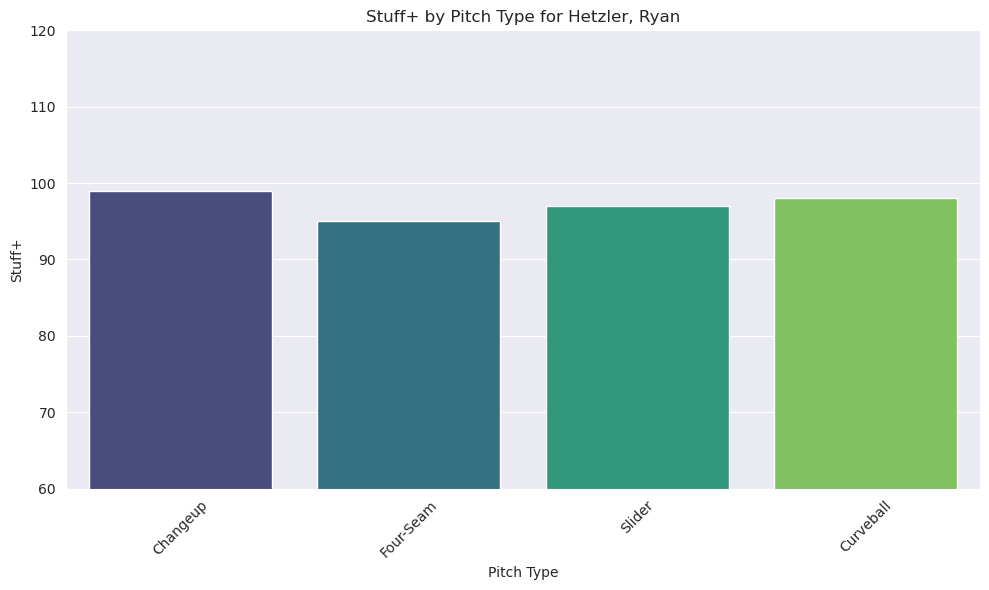 Stuff+ by Pitch Type for Hetzler, Ryan
120
110
100
90
80
70
60
Stuff+
Changeup
Four-Seam
Slider
Curveball
Pitch Type